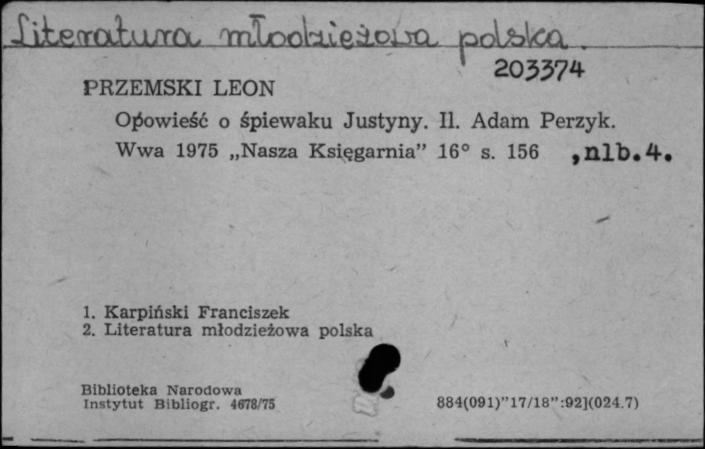 Literatura młodzieżowa polska.
203374
PRZEMSKI LEON
Opowieść o śpiewaku Justyny. Il. Adam Perzyk.
Wwa 1975 „Nasza Księgarnia” 16° s. 156 ,nlb.4.
1. Karpiński Franciszek
2. Literatura młodzieżowa polska
Biblioteka Narodowa
Instytut Bibliogr. 4678/75
884(091)”17/18”:92](024.7)